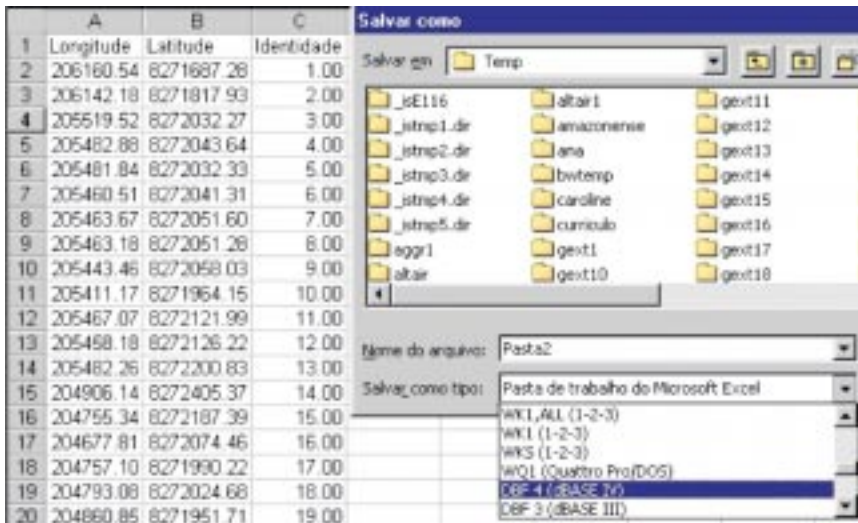 A B C
1 Longitude Latitude Identidade
2 206160.54 8271687.28 1.00
3 206142.18 8271817.93 2.00
4 205519.52 8272032.27 3.00
5 205482.88 8272043.64 4.00
6 205481.84 8272032.33 5.00
7 205460.51 8272041.31 6.00
8 205463.67 8272051.60 7.00
9 205463.18 8272051.28 8.00
10 205443.46 8272058.03 9.00
11 205411.17 8271964.15 10.00
12 205467.07 8272121.99 11.00
13 205458.18 8272126.22 12.00
14 205482.26 8272200.83 13.00
15 204906.14 8272405.37 14.00
16 204755.34 8272187.39 15.00
17 204677.81 8272074.46 16.00
18 204757.10 8271990.22 17.00
19 204793.08 8272024.68 18.00
20 204860.85 8271951.71 19.00
Salvar como
Salvar em Temp
_isE116 altair1 gext11
_istmp1.dir amazonense gext12
_istmp2.dir ana gext13
_istmp3.dir bwtemp gext14
_istmp4.dir caroline gext15
_istmp5.dir curriculo gext16
aggr1 gext1 gext17
altair gext10 gext18
Nome do arquivo: Pasta2
Salvar como tipo: Pasta de trabalho do Microsoft Excel
WK1,ALL (1-2-3)
WK1 (1-2-3)
WKS (1-2-3)
WQ1 (Quattro Pro/DOS)
DBF 4 (dBASE IV)
DBF 3 (dBASE III)